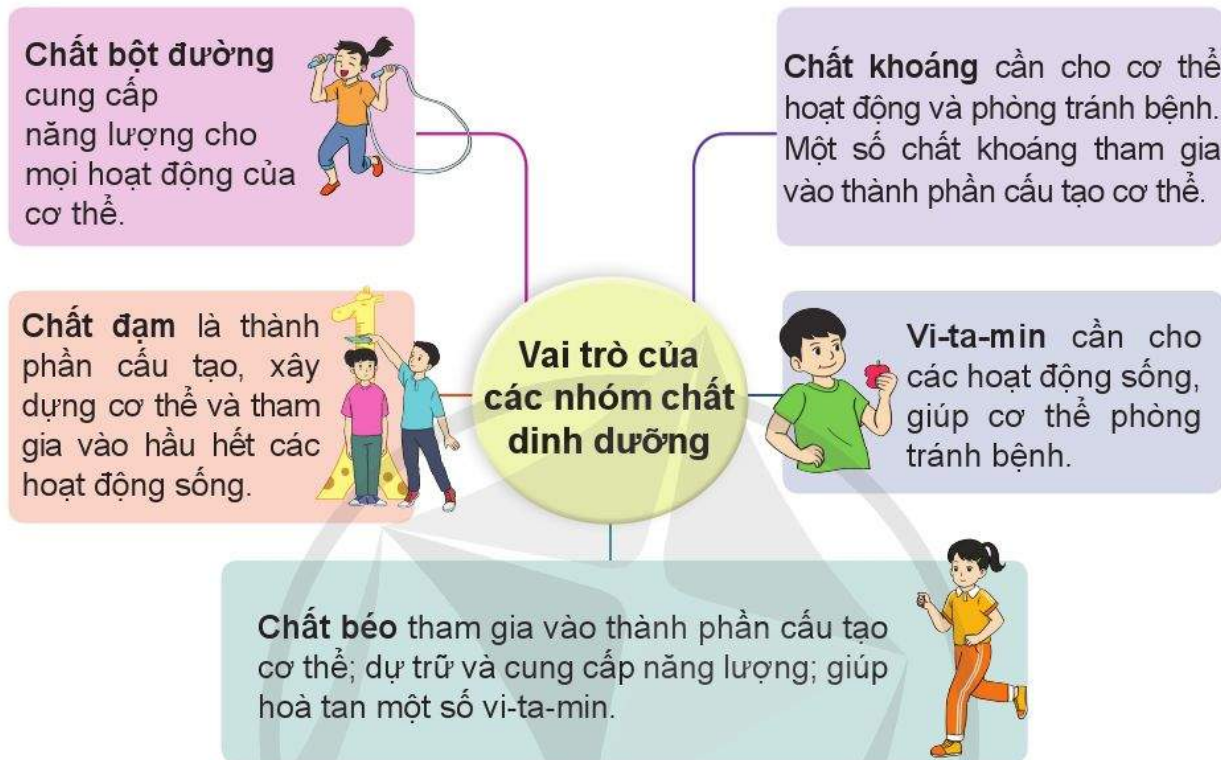 Chất bột đường
cung cấp
năng lượng cho
mọi hoạt động của
cơ thể.
Chất khoáng cần cho cơ thể
hoạt động và phòng tránh bệnh.
Một số chất khoáng tham gia
vào thành phần cấu tạo cơ thể.
Chất đạm là thành
phần cấu tạo, xây
dựng cơ thể và tham
gia vào hầu hết các
hoạt động sống.
Vai trò của
các nhóm chất
dinh dưỡng
Vi-ta-min cần cho
các hoạt động sống,
giúp cơ thể phòng
tránh bệnh.
Chất béo tham gia vào thành phần cấu tạo
cơ thể; dự trữ và cung cấp năng lượng; giúp
hoà tan một số vi-ta-min.